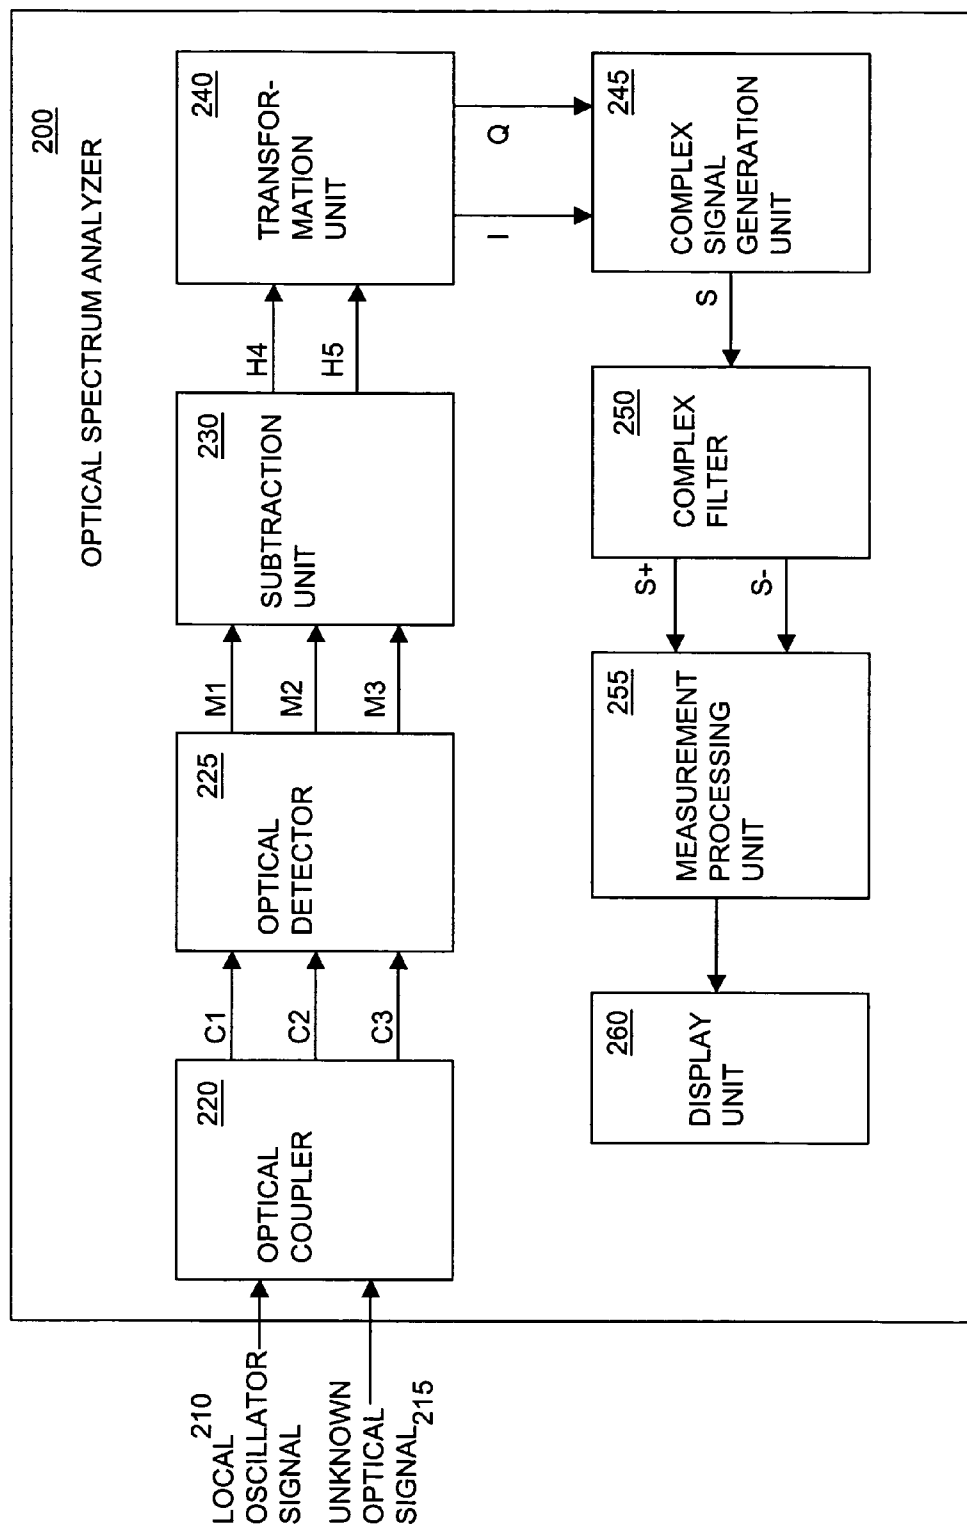 200
OPTICAL SPECTRUM ANALYZER
LOCAL 210
OSCILLATOR
SIGNAL
UNKNOWN
OPTICAL
SIGNAL 215
220
OPTICAL
COUPLER
C1
C2
C3
225
OPTICAL
DETECTOR
M1
M2
M3
230
SUBTRACTION
UNIT
H4
H5
240
TRANSFOR-
MATION
UNIT
I
Q
245
COMPLEX
SIGNAL
GENERATION
UNIT
S
250
COMPLEX
FILTER
S+
S-
255
MEASUREMENT
PROCESSING
UNIT
260
DISPLAY
UNIT